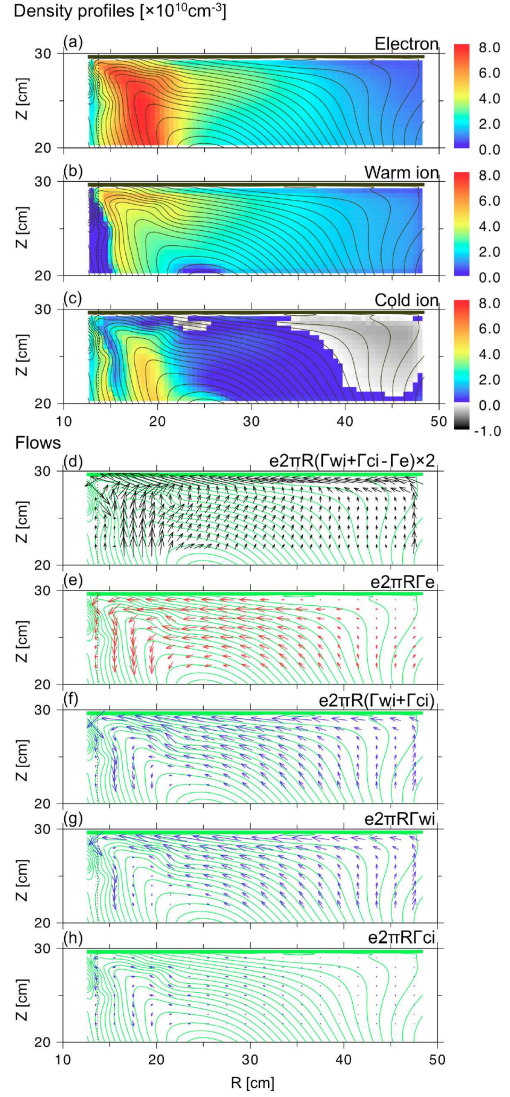 Density profiles [×10¹⁰cm⁻³]
(a) Electron
30
20
Z [cm]
8.0
6.0
4.0
2.0
0.0
(b) Warm ion
30
20
Z [cm]
8.0
6.0
4.0
2.0
0.0
(c) Cold ion
30
20
Z [cm]
8.0
6.0
4.0
2.0
0.0
-1.0
10 20 30 40 50
Flows
(d) e2πR(Γwi+Γci-Γe)×2
30
20
Z [cm]
(e) e2πRΓe
30
20
Z [cm]
(f) e2πR(Γwi+Γci)
30
20
Z [cm]
(g) e2πRΓwi
30
20
Z [cm]
(h) e2πRΓci
30
20
Z [cm]
10 20 30 40 50
R [cm]